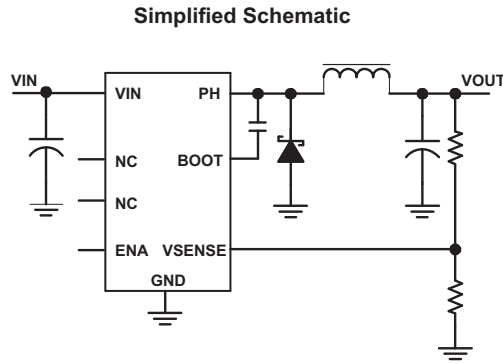 Simplified Schematic
VIN
VIN
PH
VOUT
NC
BOOT
NC
ENA
VSENSE
GND